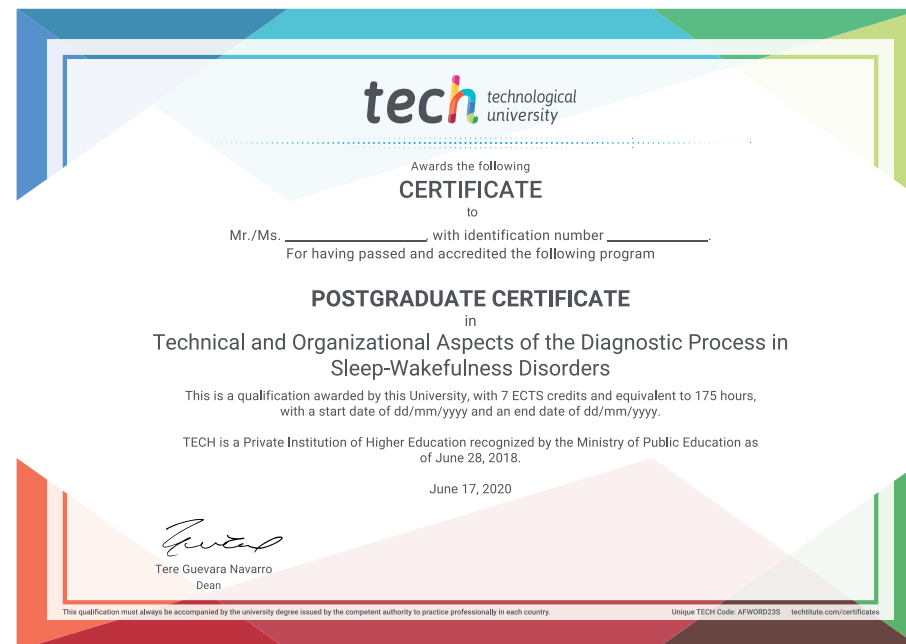 tech technological
university
Awards the following
CERTIFICATE
to
Mr./Ms. ____________, with identification number ____________.
For having passed and accredited the following program
POSTGRADUATE CERTIFICATE
in
Technical and Organizational Aspects of the Diagnostic Process in
Sleep-Wakefulness Disorders
This is a qualification awarded by this University, with 7 ECTS credits and equivalent to 175 hours,
with a start date of dd/mm/yyyy and an end date of dd/mm/yyyy.
TECH is a Private Institution of Higher Education recognized by the Ministry of Public Education as
of June 28, 2018.
June 17, 2020
Tere Guevara Navarro
Dean
This qualification must always be accompanied by the university degree issued by the competent authority to practice professionally in each country. Unique TECH Code: AFWORD23S techtitute.com/certificates